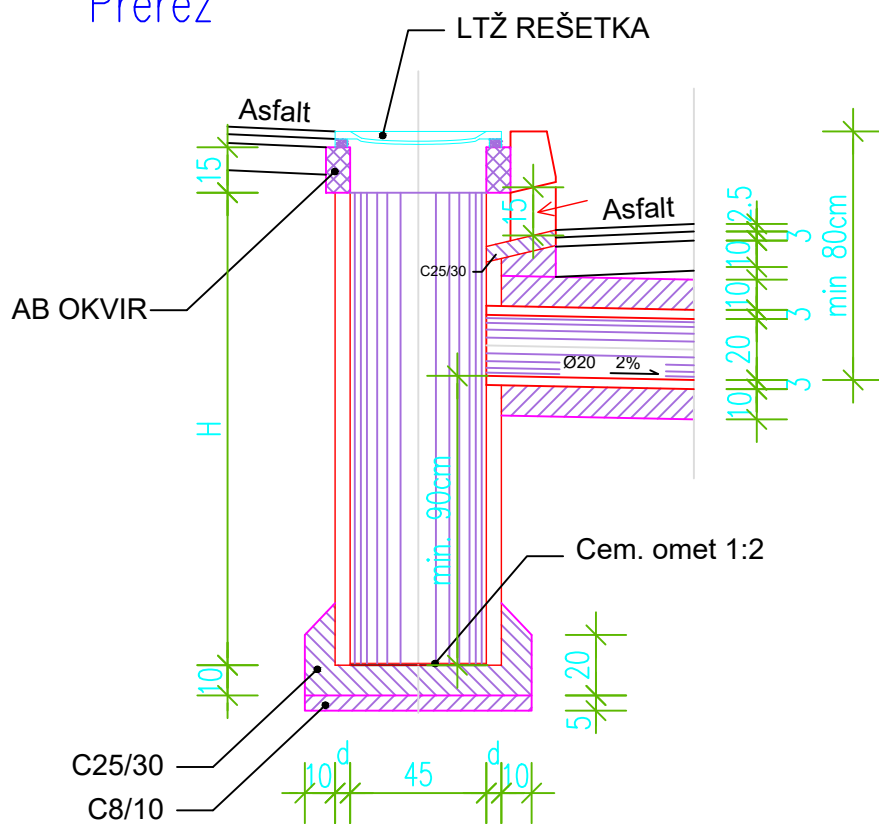 Prerez
LTŽ REŠETKA
Asfalt
15
15
Asfalt
2.5
3
10
C25/30
min 80cm
AB OKVIR
10
3
Ø20 2%
20
3
10
H
min. 90cm
Cem. omet 1:2
10
20
5
C25/30
C8/10
10
d
45
d
10